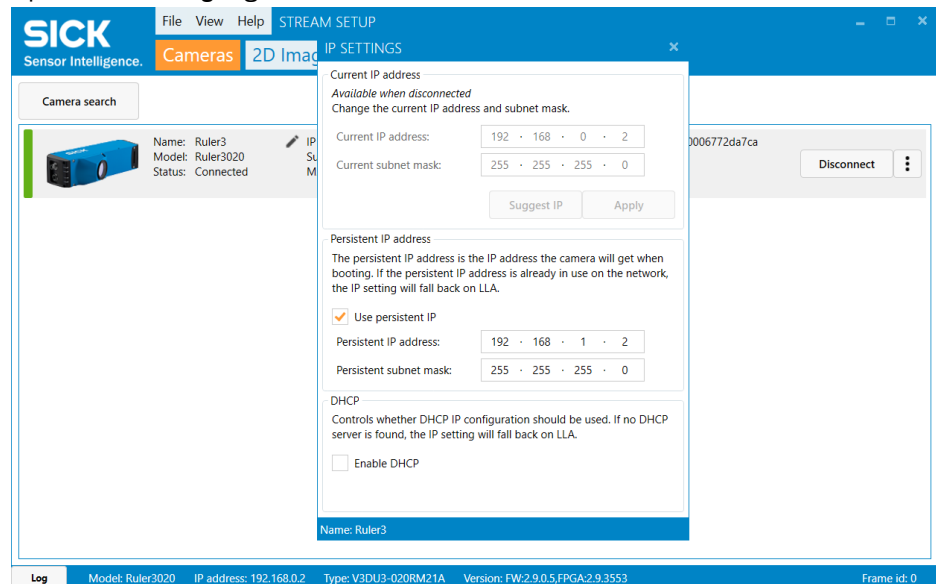 SICK
Sensor Intelligence.
File View Help STREAM SETUP
Cameras 2D Imag
IP SETTINGS
Camera search
Name: Ruler3
Model: Ruler3020
Status: Connected
IP
Su
M
0006772da7ca
Disconnect
Current IP address
Available when disconnected
Change the current IP address and subnet mask.
Current IP address: 192 · 168 · 0 · 2
Current subnet mask: 255 · 255 · 255 · 0
Suggest IP Apply
Persistent IP address
The persistent IP address is the IP address the camera will get when
booting. If the persistent IP address is already in use on the network,
the IP setting will fall back on LLA.
Use persistent IP
Persistent IP address: 192 · 168 · 1 · 2
Persistent subnet mask: 255 · 255 · 255 · 0
DHCP
Controls whether DHCP IP configuration should be used. If no DHCP
server is found, the IP setting will fall back on LLA.
Enable DHCP
Name: Ruler3
Log Model: Ruler3020 IP address: 192.168.0.2 Type: V3DU3-020RM21A Version: FW:2.9.0.5,FPGA:2.9.3553 Frame id: 0